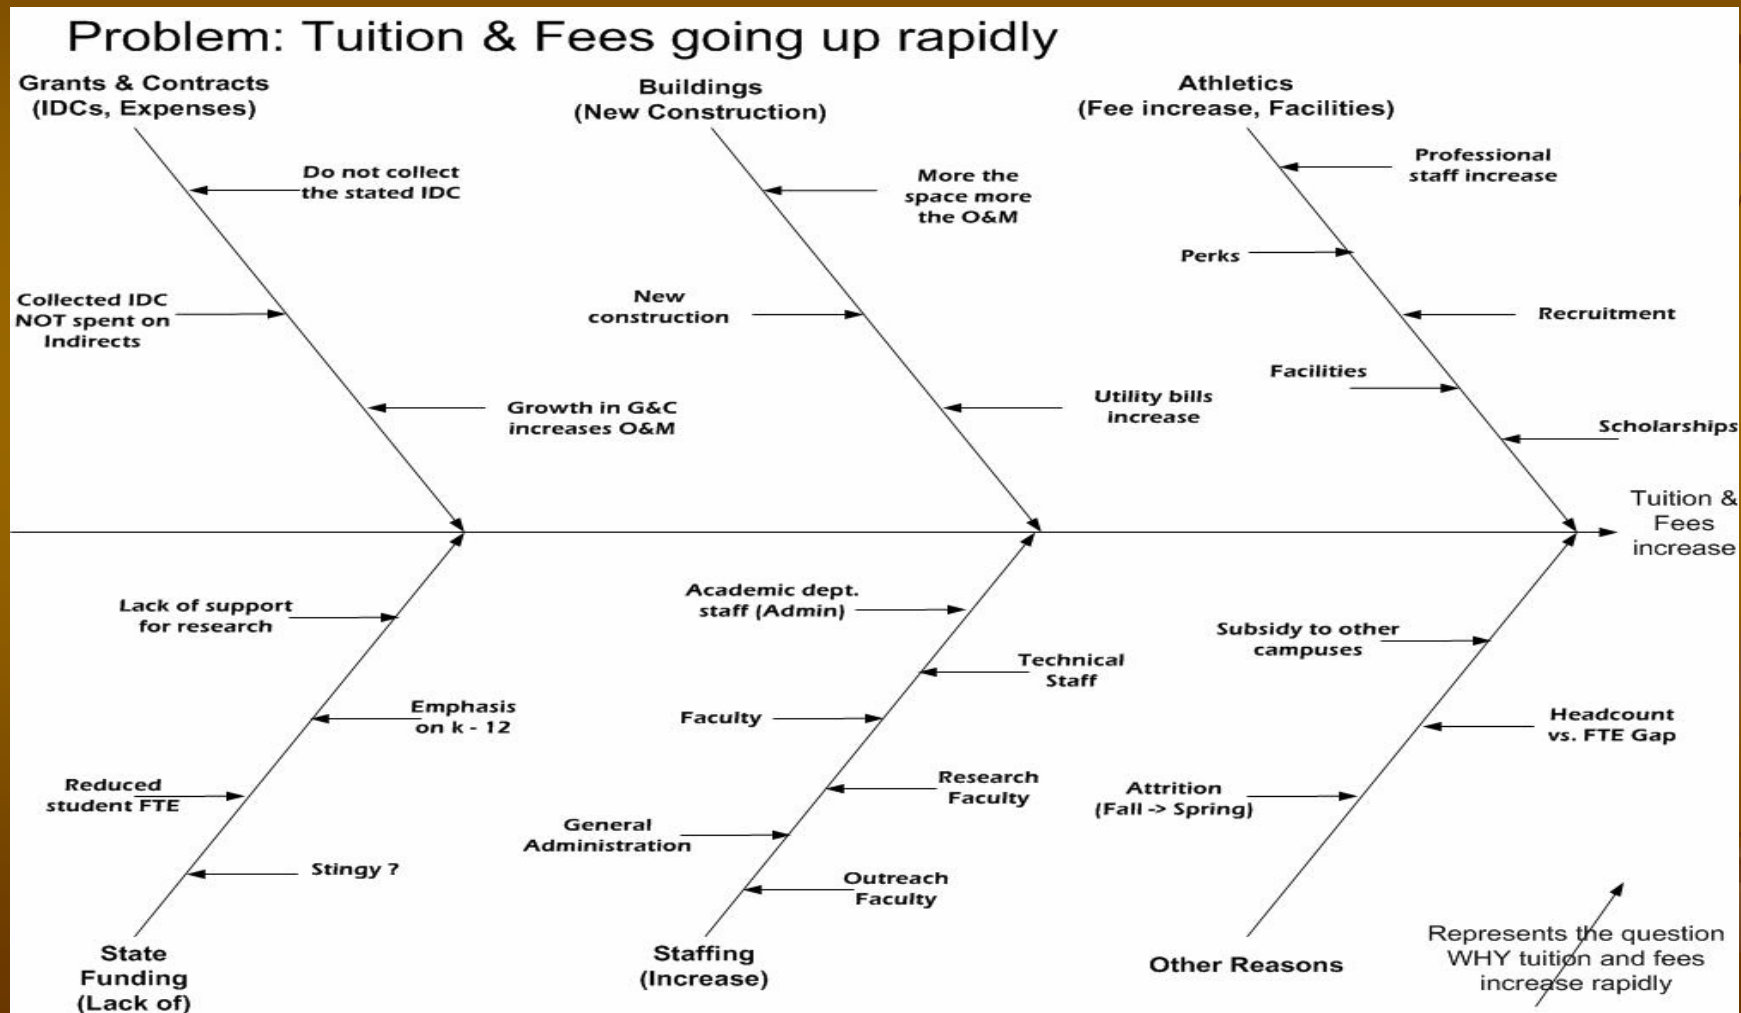 Problem: Tuition & Fees going up rapidly
Grants & Contracts
(IDCs, Expenses)
Buildings
(New Construction)
Athletics
(Fee increase, Facilities)
Do not collect
the stated IDC
Collected IDC
NOT spent on
Indirects
Growth in G&C
increases O&M
More the
space more
the O&M
New
construction
Utility bills
increase
Professional
staff increase
Perks
Recruitment
Facilities
Scholarships
Tuition &
Fees
increase
Lack of support
for research
Emphasis
on k - 12
Reduced
student FTE
Stingy ?
State
Funding
(Lack of)
Academic dept.
staff (Admin)
Technical
Staff
Faculty
Research
Faculty
General
Administration
Outreach
Faculty
Staffing
(Increase)
Subsidy to other
campuses
Headcount
vs. FTE Gap
Attrition
(Fall -> Spring)
Other Reasons
Represents the question
WHY tuition and fees
increase rapidly